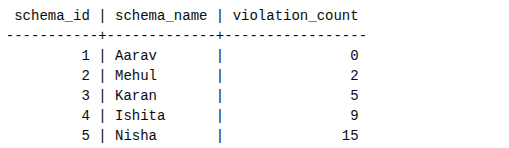 schema_id | schema_name | violation_count
-----------+-------------+-----------------
         1 | Aarav       |               0
         2 | Mehul       |               2
         3 | Karan       |               5
         4 | Ishita      |               9
         5 | Nisha       |              15